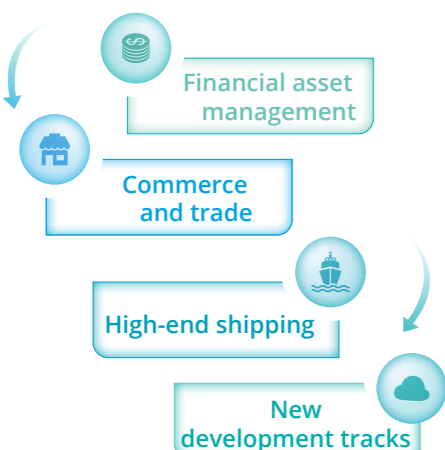 Financial asset
management
Commerce
and trade
High-end shipping
New
development tracks